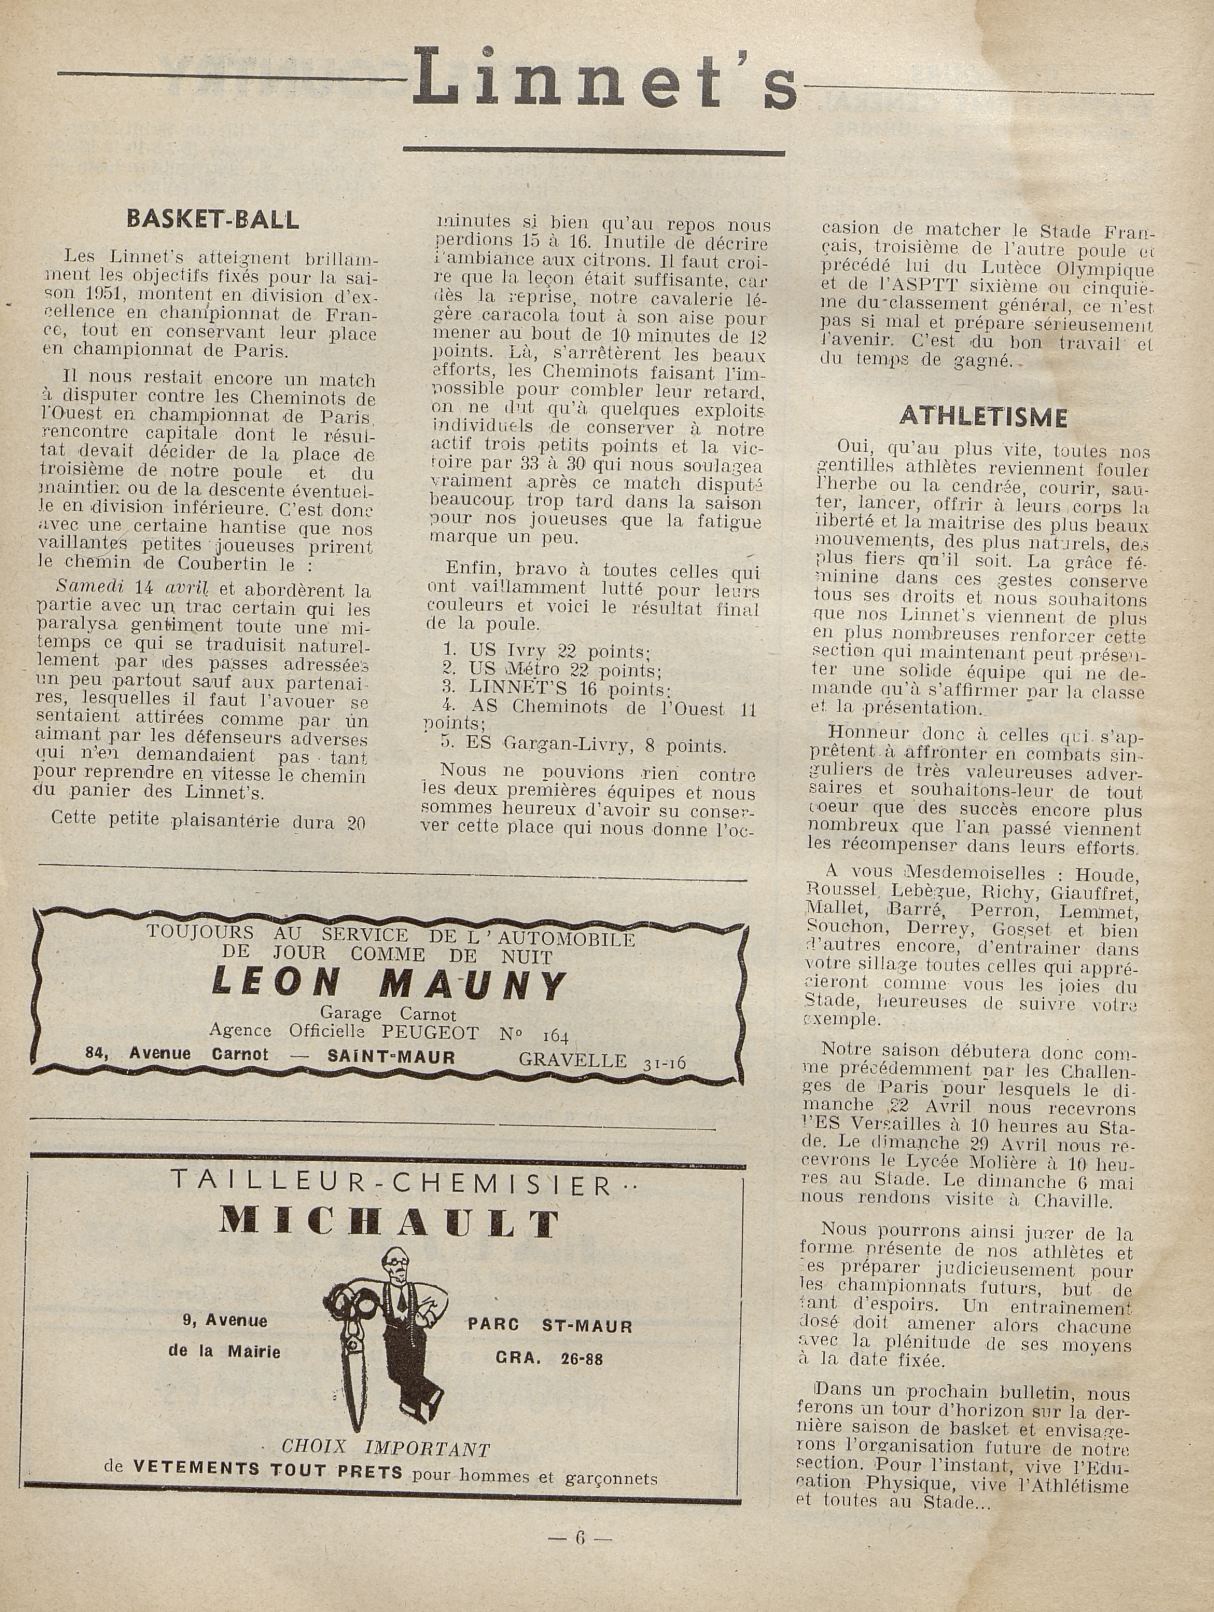 Linnet's
BASKET-BALL
Les Linnet's atteignent brillam-
ment les objectifs fixés pour la sai-
son 1951, montent en division d'ex-
cellence en championnat de Fran-
ce, tout en conservant leur place
en championnat de Paris.
Il nous restait encore un match
à disputer contre les Cheminots de
l'Ouest en championnat de Paris,
rencontre capitale dont le résul-
tat devait décider de la place de
troisième de notre poule et du
maintien ou de la descente éventuel-
le en division inférieure. C'est donc
avec une certaine hantise que nos
vaillantes petites joueuses prirent
le chemin de Coubertin le :
Samedi 14 avril et abordèrent la
partie avec un trac certain qui les
paralysa gentiment toute une mi-
temps ce qui se traduisit naturel-
lement par des passes adressées
un peu partout sauf aux partenai-
res, lesquelles il faut l'avouer se
sentaient attirées comme par un
aimant par les défenseurs adverses
qui n'en demandaient pas tant
pour reprendre en vitesse le chemin
du panier des Linnet's.
Cette petite plaisanterie dura 20
minutes si bien qu'au repos nous
perdions 15 à 16. Inutile de décrire
l'ambiance aux citrons. Il faut croi-
re que la leçon était suffisante, car
dès la reprise, notre cavalerie lé-
gère caracola tout à son aise pour
mener au bout de 10 minutes de 12
points. Là, s'arrêtèrent les beaux
efforts, les Cheminots faisant l'im-
possible pour combler leur retard,
on ne dut qu'à quelques exploits
individuels de conserver à notre
actif trois petits points et la vic-
toire par 33 à 30 qui nous soulagea
vraiment après ce match disputé
beaucoup trop tard dans la saison
pour nos joueuses que la fatigue
marque un peu.
Enfin, bravo à toutes celles qui
ont vaillamment lutté pour leurs
couleurs et voici le résultat final
de la poule.
1. US Ivry 22 points;
2. US Métro 22 points;
3. LINNET'S 16 points;
4. AS Cheminots de l'Ouest 11
points;
5. ES Gargan-Livry, 8 points.
Nous ne pouvions rien contre
les deux premières équipes et nous
sommes heureux d'avoir su conser-
ver cette place qui nous donne l'oc-
casion de matcher le Stade Fran-
çais, troisième de l'autre poule et
précédé lui du Lutèce Olympique
et de l'ASPTT sixième ou cinquiè-
me du classement général, ce n'est
pas si mal et prépare sérieusement
l'avenir. C'est du bon travail et
du temps de gagné.
ATHLETISME
Oui, qu'au plus vite, toutes nos
gentilles athlètes reviennent fouler
l'herbe ou la cendrée, courir, sau-
ter, lancer, offrir à leurs corps la
liberté et la maitrise des plus beaux
mouvements, des plus naturels, des
plus fiers qu'il soit. La grâce fé-
minine dans ces gestes conserve
tous ses droits et nous souhaitons
que nos Linnet's viennent de plus
en plus nombreuses renforcer cette
section qui maintenant peut présen-
ter une solide équipe qui ne de-
mande qu'à s'affirmer par la classe
et la présentation.
Honneur donc à celles qui s'ap-
prêtent à affronter en combats sin-
guliers de très valeureuses adver-
saires et souhaitons-leur de tout
coeur que des succès encore plus
nombreux que l'an passé viennent
les récompenser dans leurs efforts.
A vous Mesdemoiselles : Houde,
Roussel, Lebègue, Richy, Giauffret,
Mallet, Barré, Perron, Lemmet,
Souchon, Derrey, Gosset et bien
d'autres encore, d'entrainer dans
votre sillage toutes celles qui appré-
cieront comme vous les joies du
Stade, heureuses de suivre votre
exemple.
Notre saison débutera donc com-
me précédemment par les Challen-
ges de Paris pour lesquels le di-
manche 22 Avril nous recevrons
l'ES Versailles à 10 heures au Sta-
de. Le dimanche 29 Avril nous re-
cevrons le Lycée Molière à 10 heu-
res au Stade. Le dimanche 6 mai
nous rendons visite à Chaville.
Nous pourrons ainsi juger de la
forme présente de nos athlètes et
les préparer judicieusement pour
les championnats futurs, but de
tant d'espoirs. Un entrainement
dosé doit amener alors chacune
avec la plénitude de ses moyens
à la date fixée.
Dans un prochain bulletin, nous
ferons un tour d'horizon sur la der-
nière saison de basket et envisage-
rons l'organisation future de notre
section. Pour l'instant, vive l'Edu-
cation Physique, vive l'Athlétisme
et toutes au Stade...
TOUJOURS AU SERVICE DE L'AUTOMOBILE
DE JOUR COMME DE NUIT
LEON MAUNY
Garage Carnot
Agence Officielle PEUGEOT N° 164
84, Avenue Carnot — SAINT-MAUR GRAVELLE 31-16
TAILLEUR-CHEMISIER
MICHAULT
9, Avenue
de la Mairie
PARC ST-MAUR
GRA. 26-88
CHOIX IMPORTANT
de VETEMENTS TOUT PRETS pour hommes et garçonnets
— 6 —